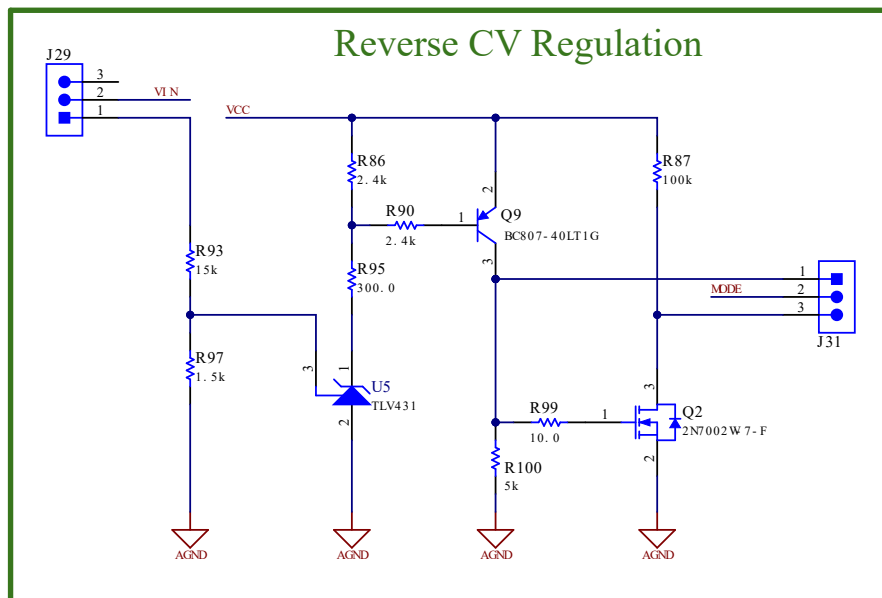 Reverse CV Regulation
J29
3
2
1
VIN
VCC
R86
2.4k
R87
100k
R90
2.4k
1
2
3
Q9
BC807-40LT1G
R93
15k
R95
300.0
1
2
3
MODE
J31
R97
1.5k
3
1
2
U5
TLV431
R99
10.0
1
3
2
Q2
2N7002W-7-F
R100
5k
AGND
AGND
AGND
AGND